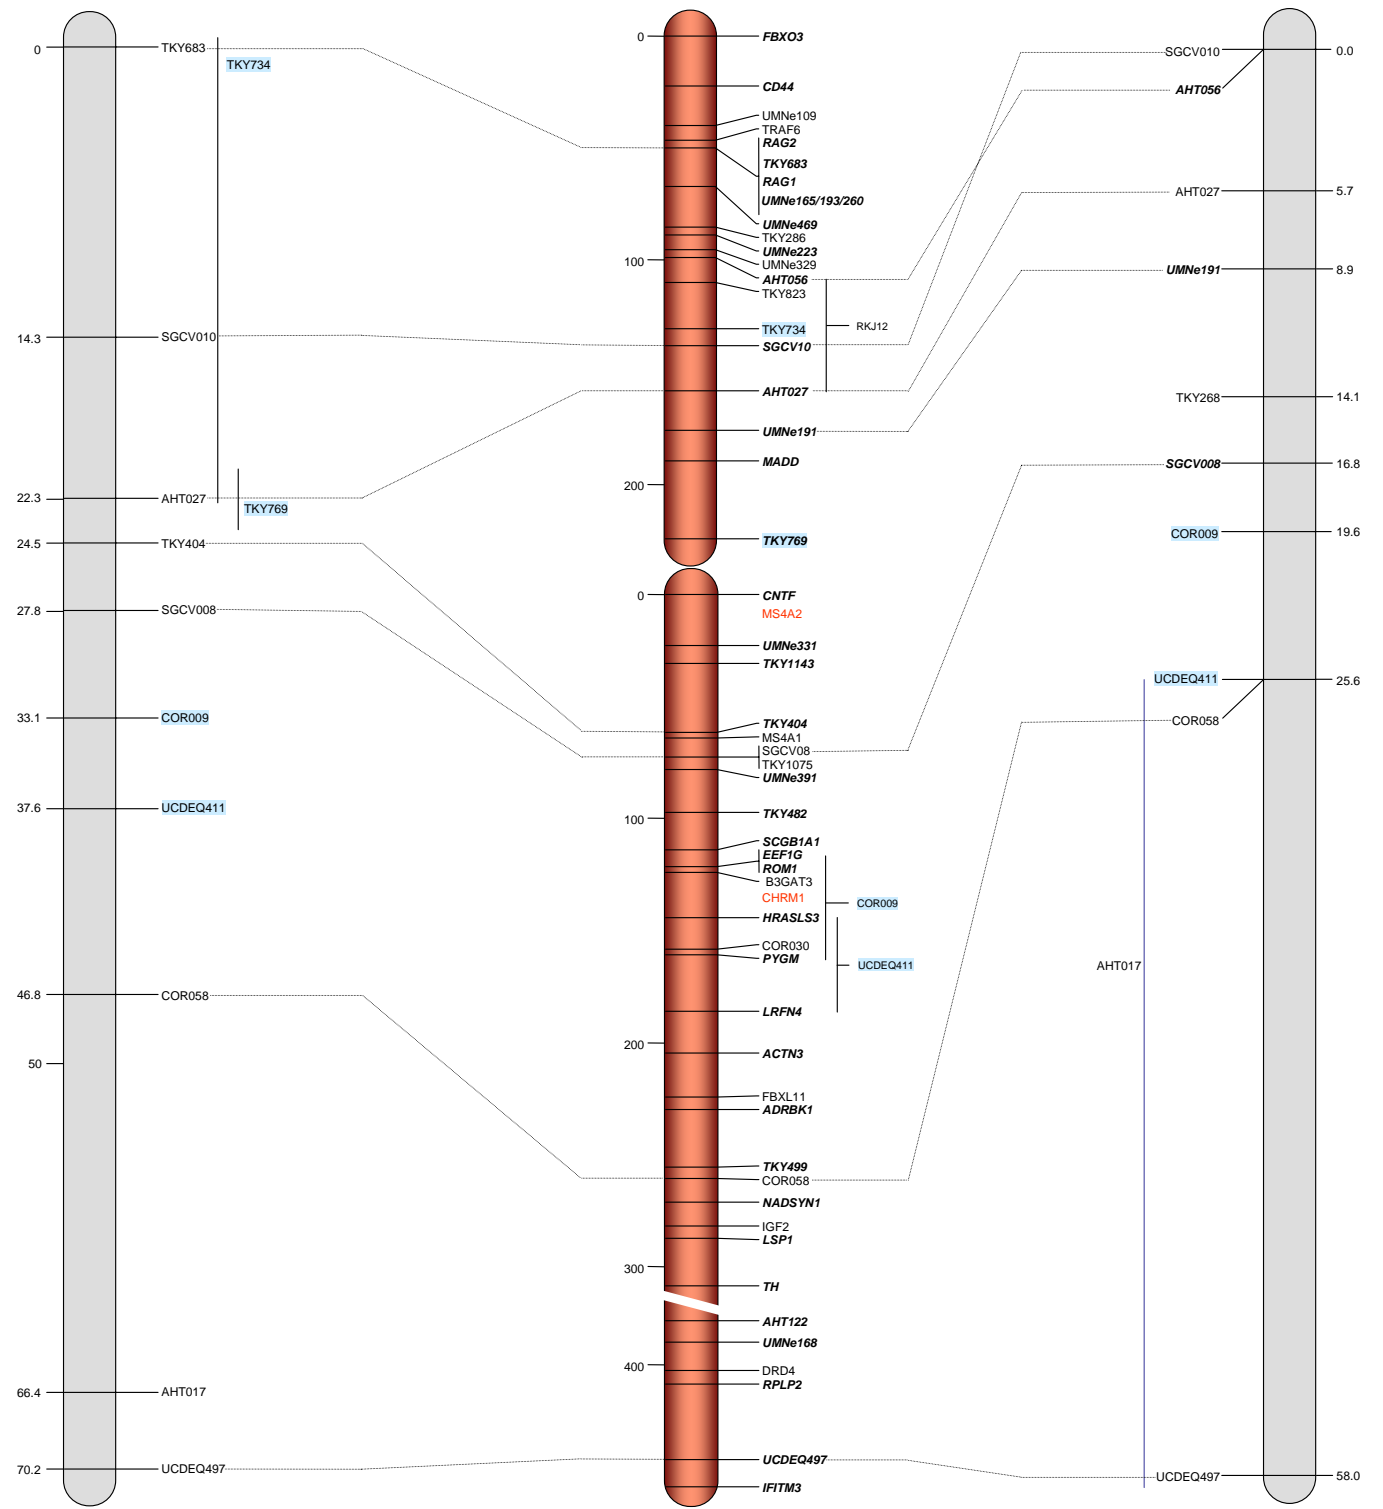 0 TKY683
TKY734
14.3 SGCV010
22.3 AHT027
TKY769
24.5 TKY404
27.8 SGCV008
33.1 COR009
37.6 UCDEQ411
46.8 COR058
50
66.4 AHT017
70.2 UCDEQ497
0 FBXO3
CD44
UMNe109
TRAF6
RAG2
TKY683
RAG1
UMNe165/193/260
UMNe469
TKY286
UMNe223
100 UMNe329
AHT056
TKY823
TKY734
RKJ12
SGCV10
AHT027
UMNe191
MADD
200
TKY769
0 CNTF
MS4A2
UMNe331
TKY1143
TKY404
MS4A1
SGCV08
TKY1075
UMNe391
TKY482
100
SCGB1A1
EEF1G
ROM1
B3GAT3
CHRM1
COR009
HRASLS3
COR030
PYGM
UCDEQ411
LRFN4
200
ACTN3
FBXL11
ADRBK1
TKY499
COR058
NADSYN1
IGF2
LSP1
300
TH
AHT122
UMNe168
400
DRD4
RPLP2
UCDEQ497
IFITM3
SGCV010 0.0
AHT056
AHT027 5.7
UMNe191 8.9
TKY268 14.1
SGCV008 16.8
COR009 19.6
UCDEQ411 25.6
COR058
AHT017
UCDEQ497 58.0